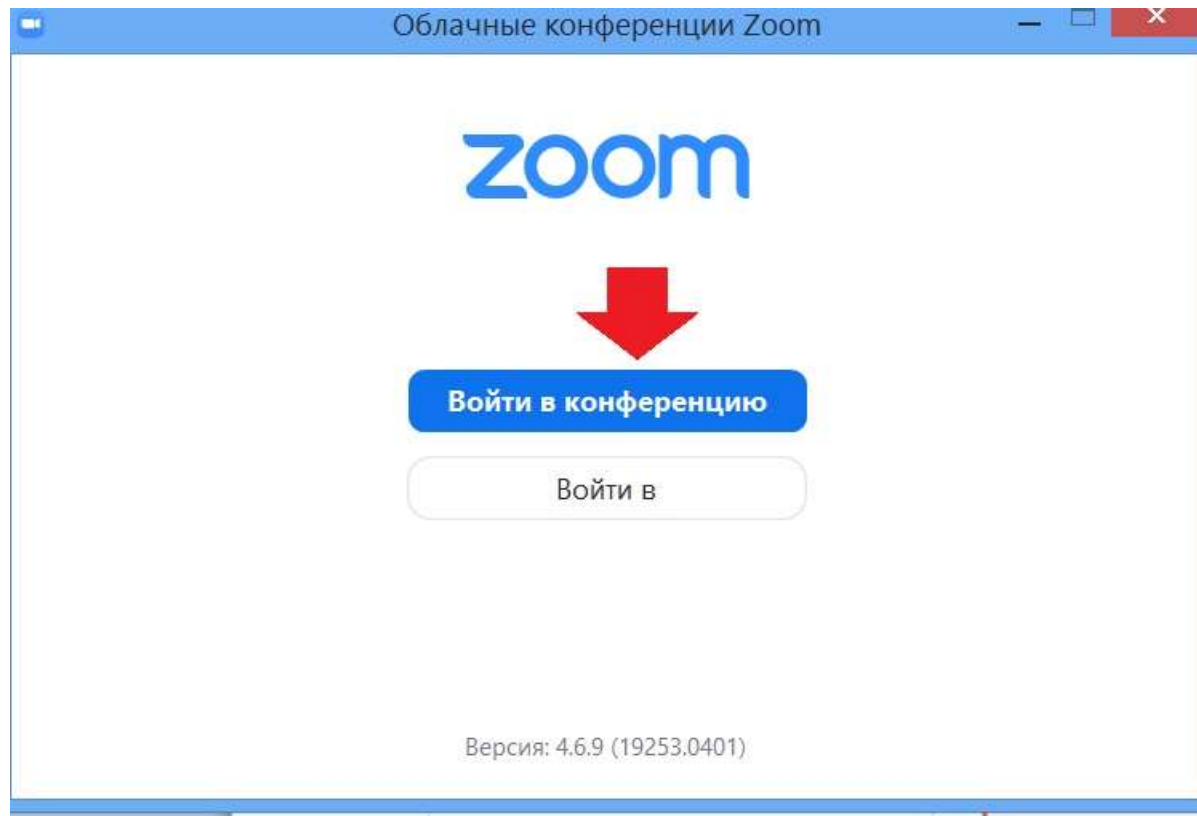 Облачные конференции Zoom
zoom
Войти в конференцию
Войти в
Версия: 4.6.9 (19253.0401)